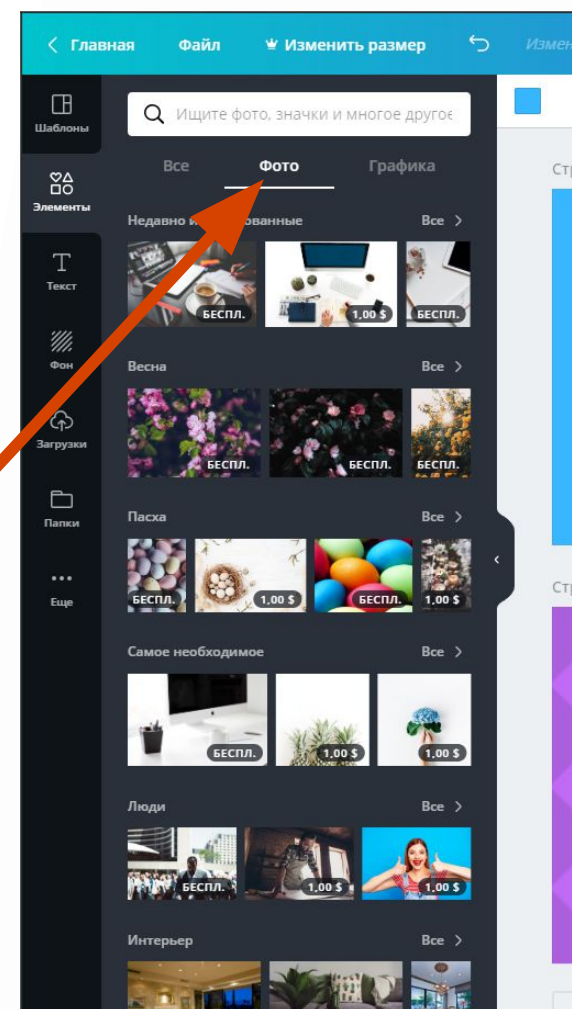 Главная Файл Изменить размер Измен
Шаблоны
Ищите фото, значки и многое другое
Все Фото Графика
Элементы
Недавно и ованные Все
БЕСПЛ. 1,00 $ БЕСПЛ.
Текст
Фон
Весна Все
БЕСПЛ. БЕСПЛ. БЕСПЛ.
Загрузки
Папки
Пасха Все
БЕСПЛ. 1,00 $ БЕСПЛ. 1,00 $
Еще
Самое необходимое Все
БЕСПЛ. 1,00 $ 1,00 $
Люди Все
БЕСПЛ. 1,00 $ 1,00 $
Интерьер Все
Ст
Ст